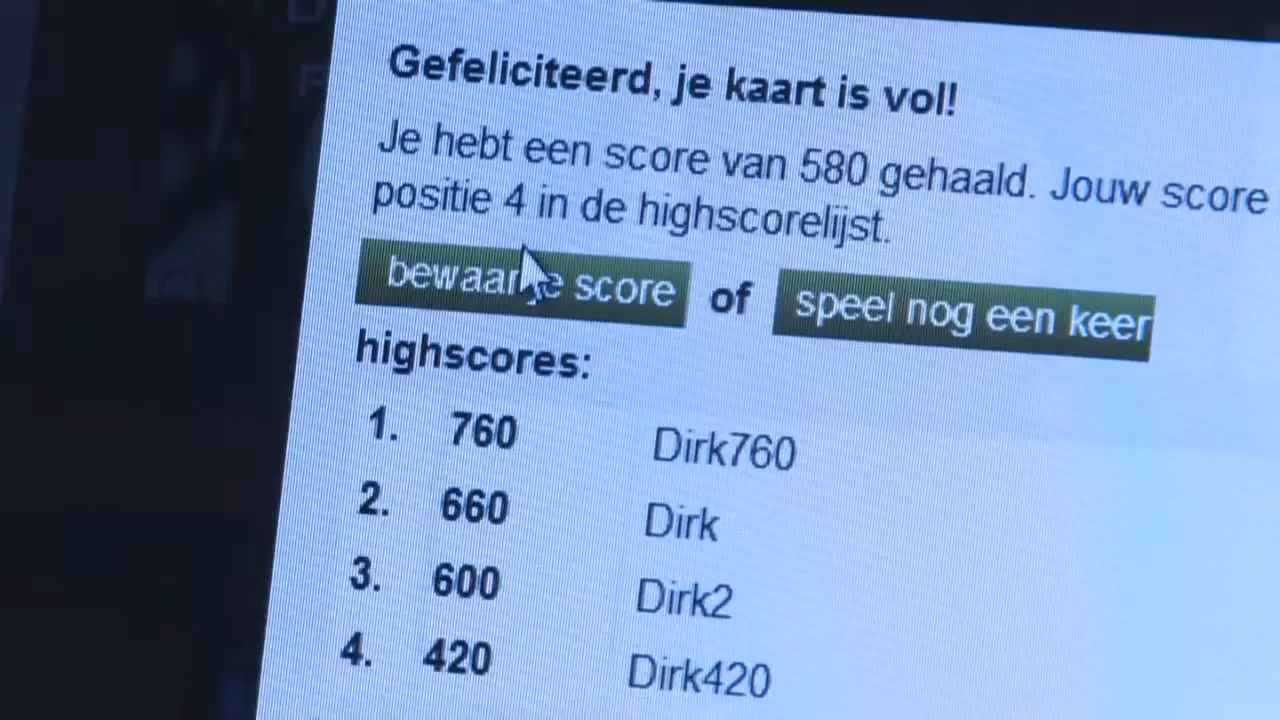 Gefeliciteerd, je kaart is vol!
Je hebt een score van 580 gehaald. Jouw score
positie 4 in de highscorelijst.
bewaar je score of speel nog een keer
highscores:
1. 760 Dirk760
2. 660 Dirk
3. 600 Dirk2
4. 420 Dirk420